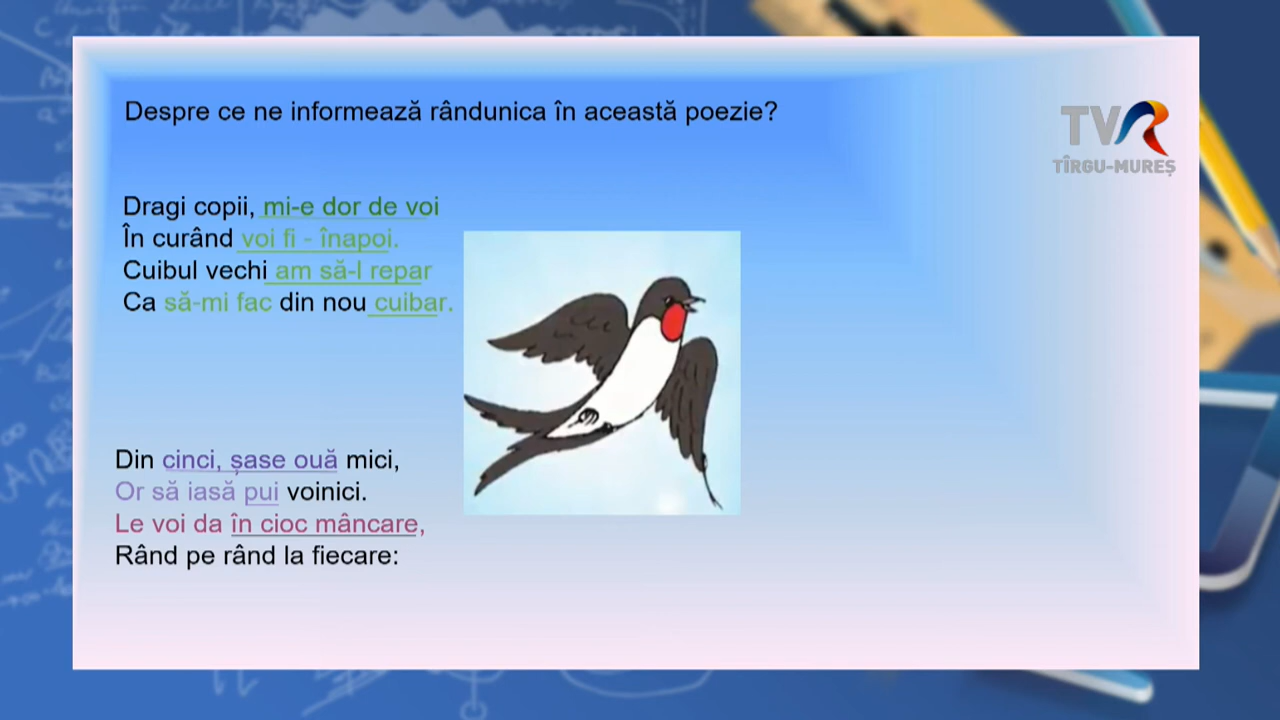 Despre ce ne informează rândunica în această poezie?
TVR
TÎRGU-MUREȘ
Dragi copii, mi-e dor de voi
În curând voi fi - înapoi.
Cuibul vechi am să-l repar
Ca să-mi fac din nou cuibar.
Din cinci, șase ouă mici,
Or să iasă pui voinici.
Le voi da în cioc mâncare,
Rând pe rând la fiecare: